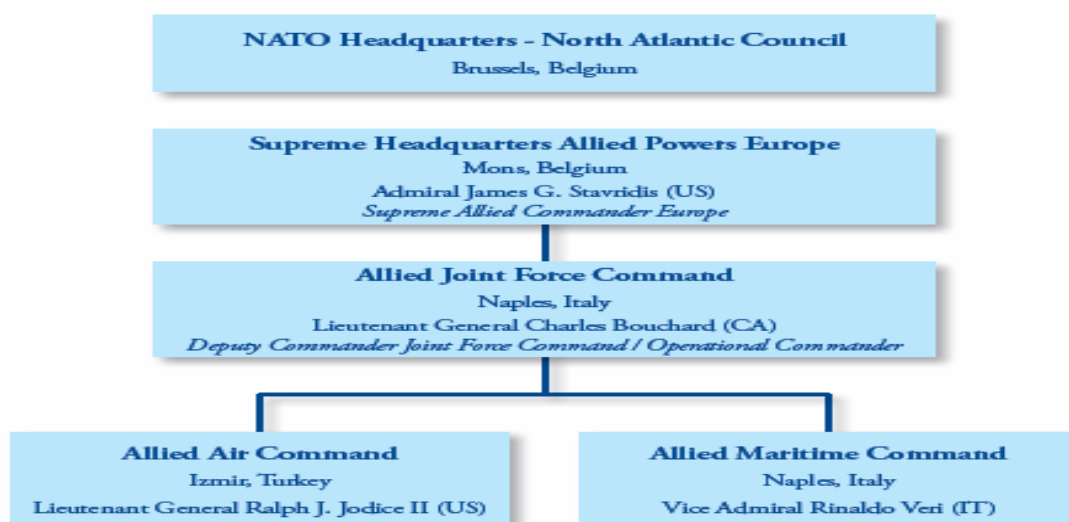 NATO Headquarters - North Atlantic Council
Brussels, Belgium
Supreme Headquarters Allied Powers Europe
Mons, Belgium
Admiral James G. Stavridis (US)
Supreme Allied Commander Europe
Allied Joint Force Command
Naples, Italy
Lieutenant General Charles Bouchard (CA)
Deputy Commander Joint Force Command / Operational Commander
Allied Air Command
Izmir, Turkey
Lieutenant General Ralph J. Jodice II (US)
Allied Maritime Command
Naples, Italy
Vice Admiral Rinaldo Veri (IT)